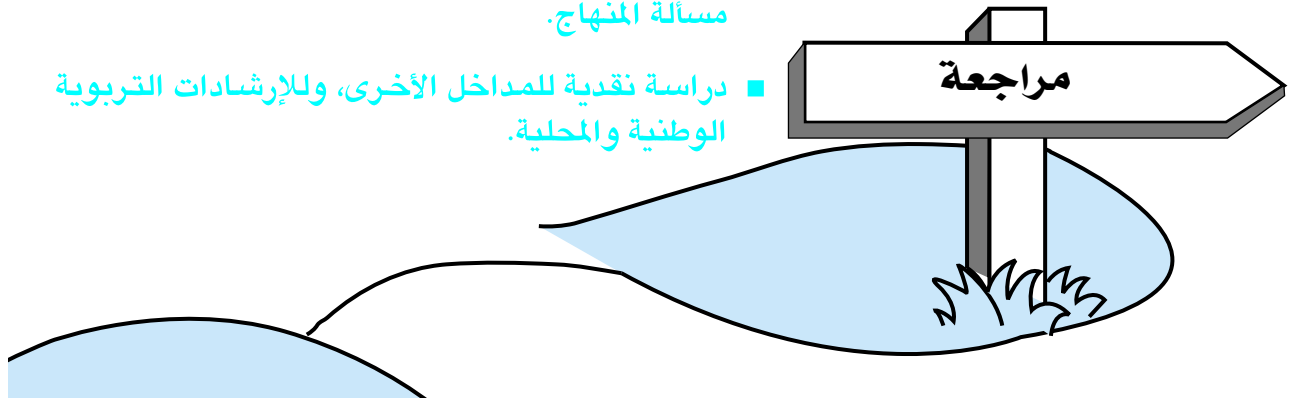 مسألة المنهاج.
مراجعة
■ دراسة نقدية للمداخل الأخرى، وللإرشادات التربوية
الوطنية والمحلية.